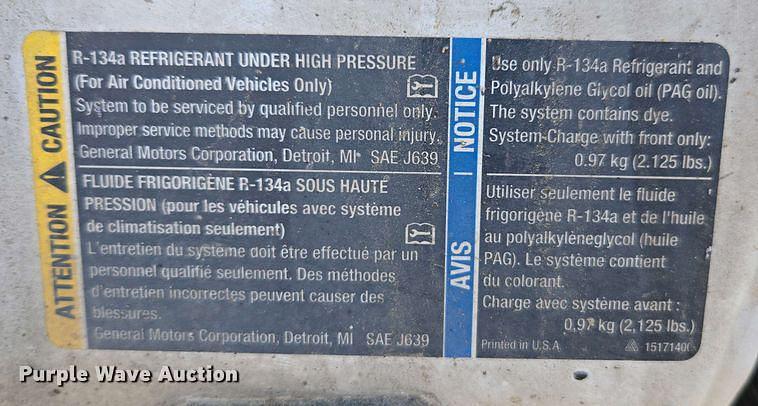 CAUTION
R-134a REFRIGERANT UNDER HIGH PRESSURE
(For Air Conditioned Vehicles Only)
System to be serviced by qualified personnel only.
Improper service methods may cause personal injury.
General Motors Corporation, Detroit, MI SAE J639
ATTENTION
FLUIDE FRIGORIGÈNE R-134a SOUS HAUTE
PRESSION (pour les véhicules avec système
de climatisation seulement)
L'entretien du système doit être effectué par un
personnel qualifié seulement. Des méthodes
d'entretien incorrectes peuvent causer des
blessures.
General Motors Corporation, Detroit, MI SAE J639
NOTICE
Use only R-134a Refrigerant and
Polyalkylene Glycol oil (PAG oil).
The system contains dye.
System Charge with front only:
0.97 kg (2.125 lbs.)
AVIS
Utiliser seulement le fluide
frigorigène R-134a et de l'huile
au polyalkylèneglycol (huile
PAG). Le système contient
du colorant.
Charge avec système avant :
0,97 kg (2,125 lbs.)
Printed in U.S.A.
Purple Wave Auction